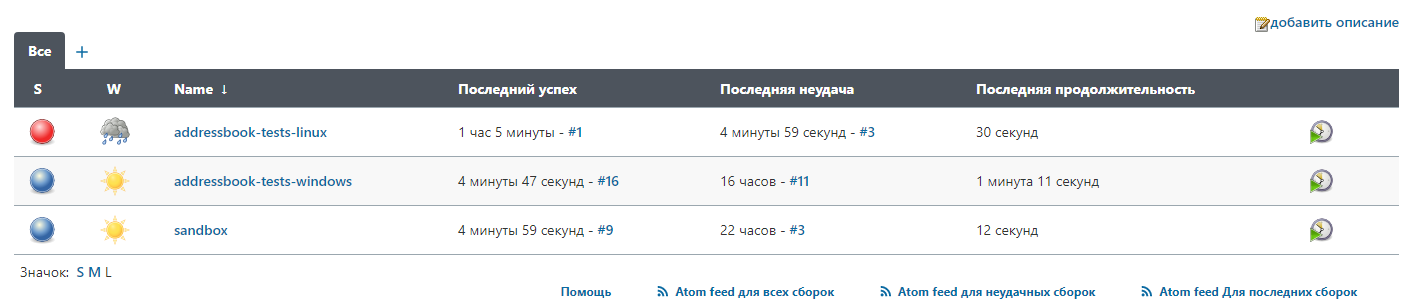 добавить описание
Все +
S W Name ↓ Последний успех Последняя неудача Последняя продолжительность
addressbook-tests-linux 1 час 5 минуты - #1 4 минуты 59 секунд - #3 30 секунд
addressbook-tests-windows 4 минуты 47 секунд - #16 16 часов - #11 1 минута 11 секунд
sandbox 4 минуты 59 секунд - #9 22 часов - #3 12 секунд
Значок: S M L
Помощь Atom feed для всех сборок Atom feed для неудачных сборок Atom feed Для последних сборок